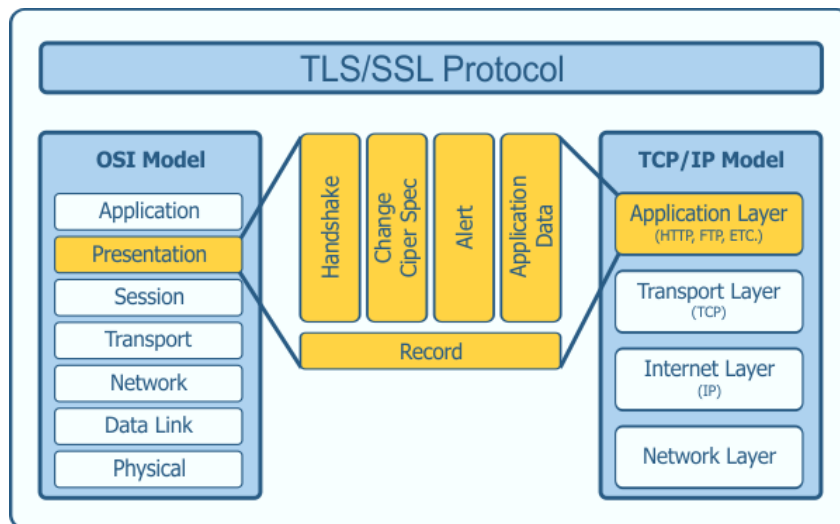 TLS/SSL Protocol
OSI Model
Application
Presentation
Session
Transport
Network
Data Link
Physical
Handshake
Change
Ciper Spec
Alert
Application
Data
Record
TCP/IP Model
Application Layer
(HTTP, FTP, ETC.)
Transport Layer
(TCP)
Internet Layer
(IP)
Network Layer